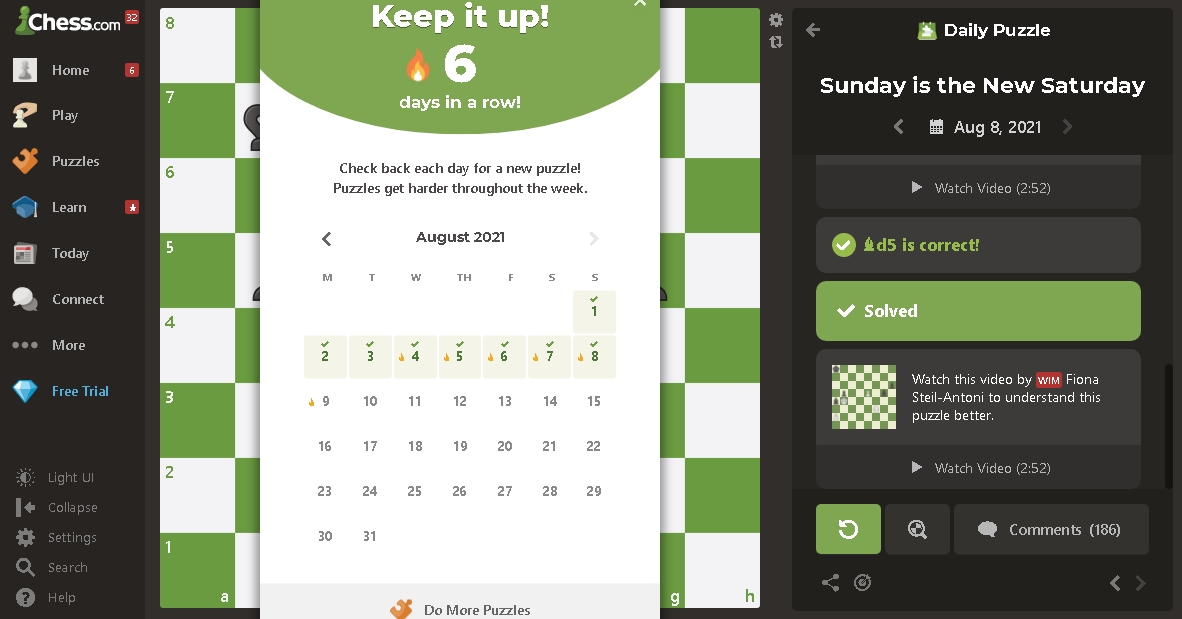 Chess.com 32
Home 6
Play
Puzzles
Learn
Today
Connect
More
Free Trial
Light UI
Collapse
Settings
Search
Help
8
7
6
5
4
3
2
1
a
g
h
Keep it up!
6
days in a row!
Check back each day for a new puzzle!
Puzzles get harder throughout the week.
August 2021
M T W TH F S S
1
2 3 4 5 6 7 8
9 10 11 12 13 14 15
16 17 18 19 20 21 22
23 24 25 26 27 28 29
30 31
Do More Puzzles
Daily Puzzle
Sunday is the New Saturday
Aug 8, 2021
Watch Video (2:52)
♝d5 is correct!
Solved
Watch this video by WIM Fiona
Steil-Antoni to understand this
puzzle better.
Watch Video (2:52)
Comments (186)